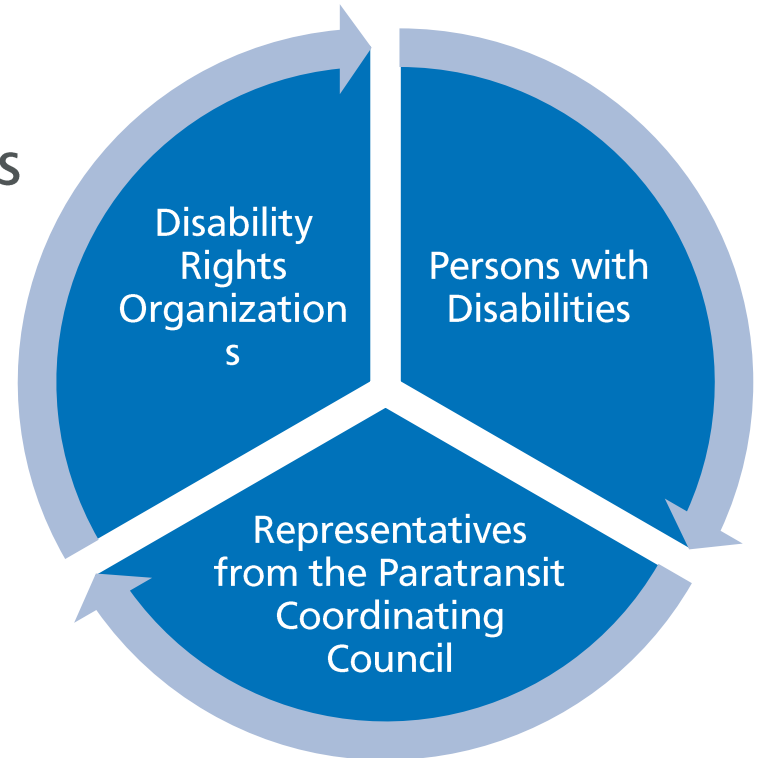 s
Disability
Rights
Organization
s
Persons with
Disabilities
Representatives
from the Paratransit
Coordinating
Council